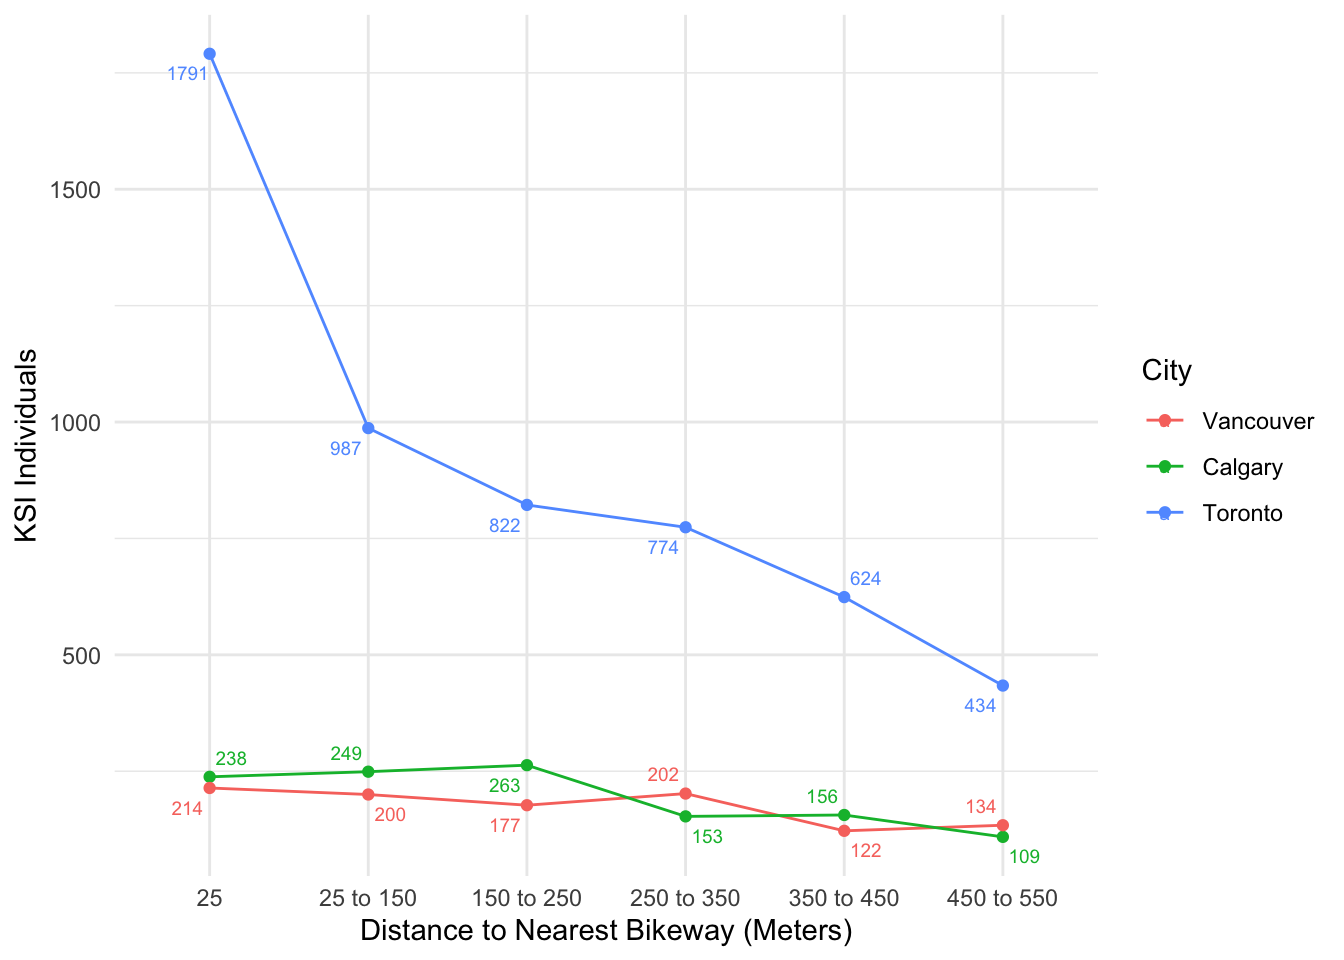 1791
1500
1000
987
822
774
624
500
434
238
249
263
202
156
134
214
200
177
153
122
109
25
25 to 150
150 to 250
250 to 350
350 to 450
450 to 550
Distance to Nearest Bikeway (Meters)
KSI Individuals
City
Vancouver
Calgary
Toronto